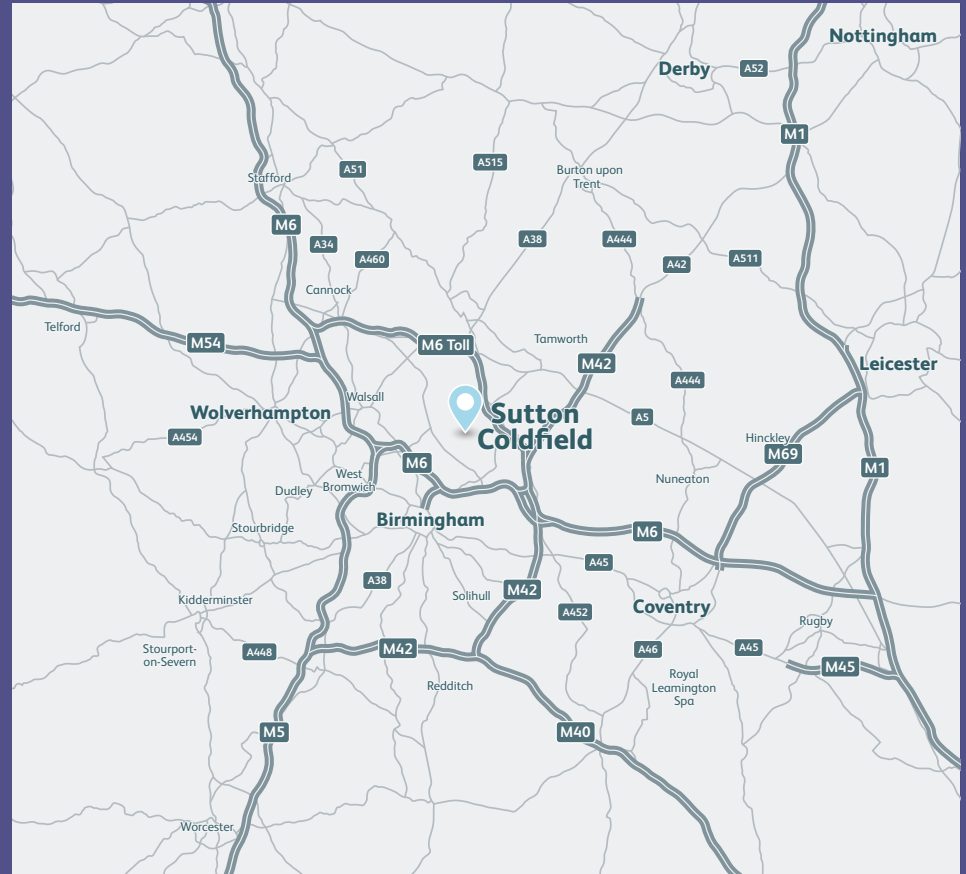 Nottingham
Derby
A52
M1
A515
A51
Burton upon
Trent
Stafford
M6
A34
A38
A444
A460
A42
A511
Cannock
Telford
M54
M6 Toll
Tamworth
M42
Leicester
A444
Walsall
Wolverhampton
Sutton
Coldfield
A5
A454
Hinckley
M69
M6
M1
West
Bromwich
Dudley
Nuneaton
Stourbridge
Birmingham
M6
A45
A38
Solihull
M42
Kidderminster
A452
Coventry
Rugby
Stourport-
on-Severn
A448
M42
A46
A45
M45
Redditch
Royal
Leamington
Spa
M5
M40
Worcester